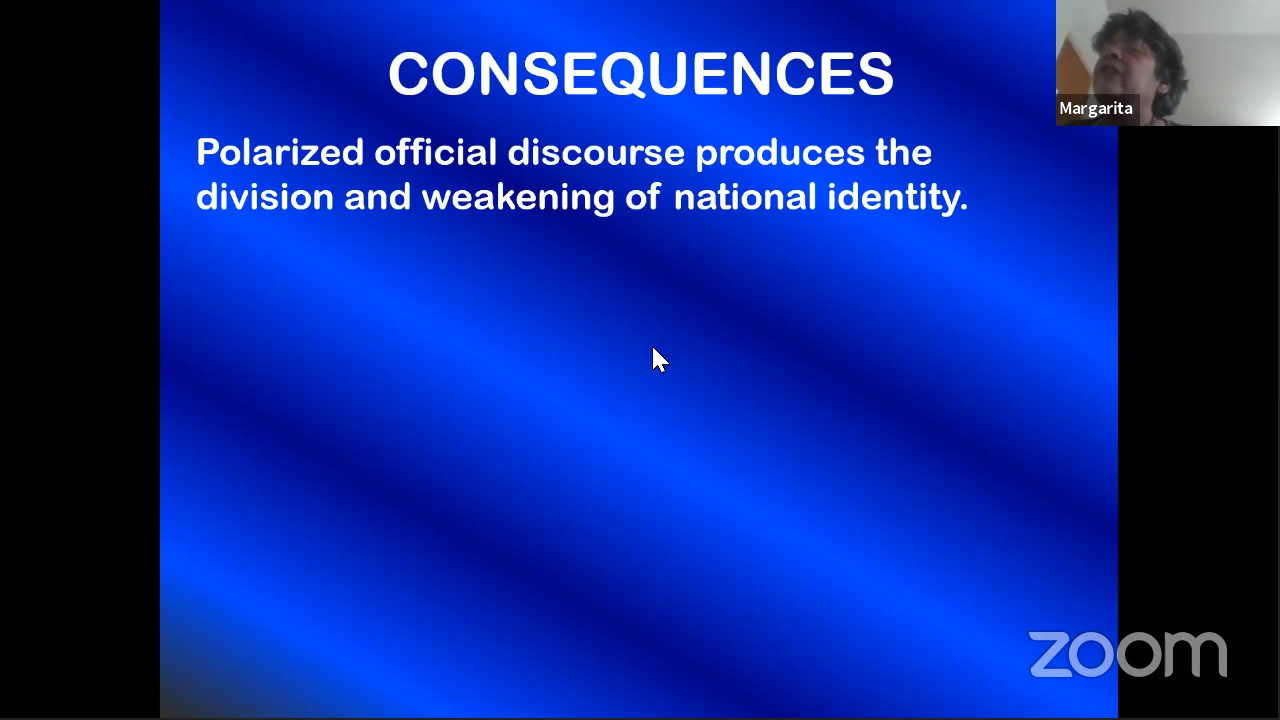 CONSEQUENCES
Margarita
Polarized official discourse produces the
division and weakening of national identity.
zoom